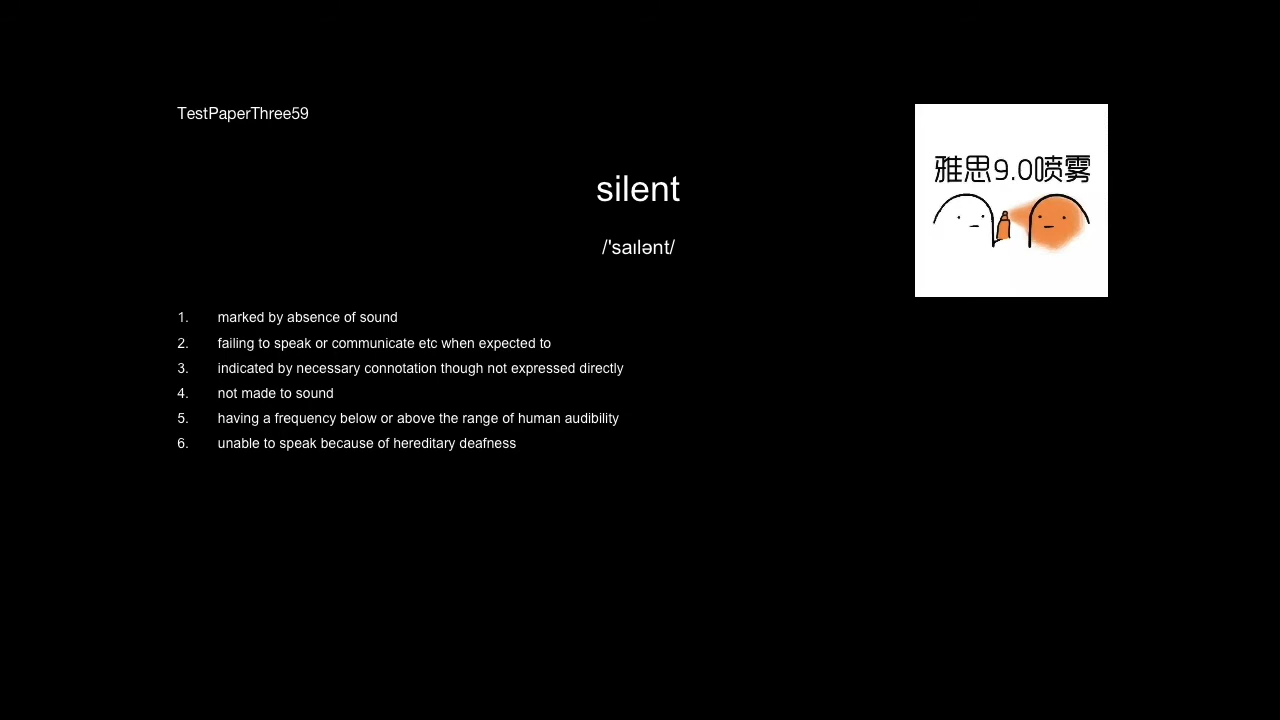 TestPaperThree59
雅思9.0喷雾
silent
/'saɪlənt/
1. marked by absence of sound
2. failing to speak or communicate etc when expected to
3. indicated by necessary connotation though not expressed directly
4. not made to sound
5. having a frequency below or above the range of human audibility
6. unable to speak because of hereditary deafness